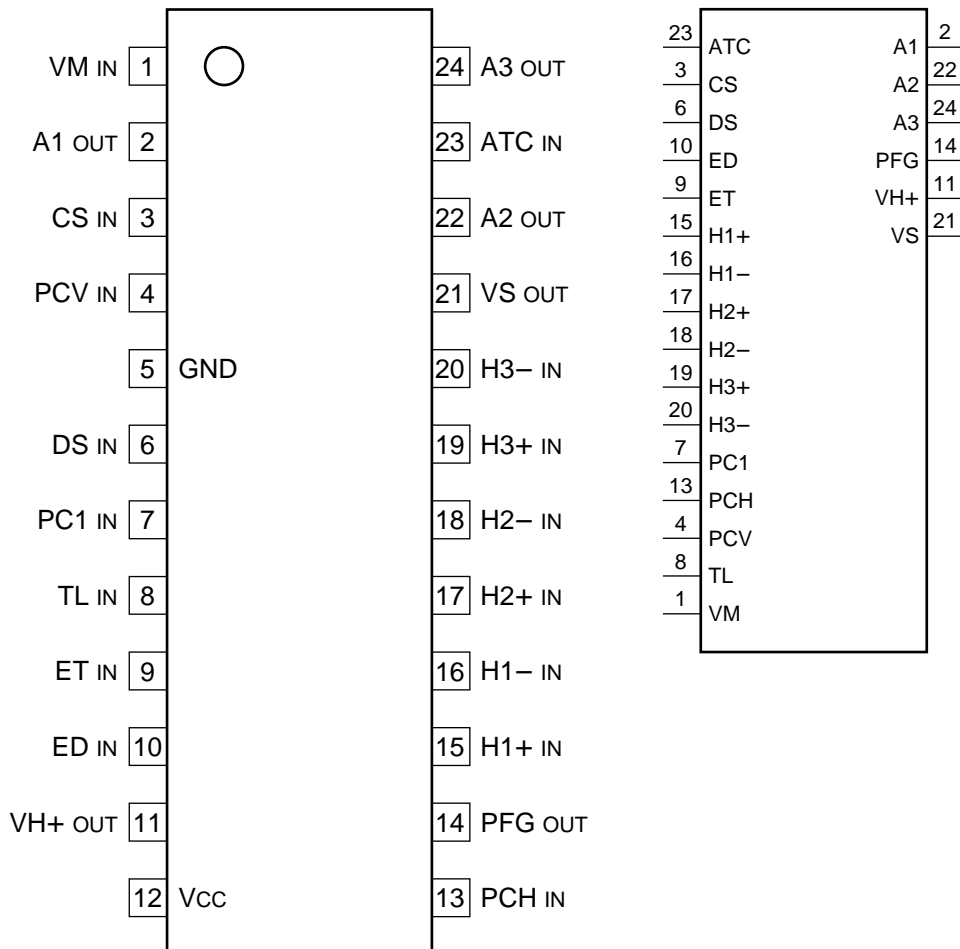 VM IN 1
A1 OUT 2
CS IN 3
PCV IN 4
5 GND
DS IN 6
PC1 IN 7
TL IN 8
ET IN 9
ED IN 10
VH+ OUT 11
12 VCC
24 A3 OUT
23 ATC IN
22 A2 OUT
21 VS OUT
20 H3− IN
19 H3+ IN
18 H2− IN
17 H2+ IN
16 H1− IN
15 H1+ IN
14 PFG OUT
13 PCH IN
23 ATC
3 CS
6 DS
10 ED
9 ET
15 H1+
16 H1−
17 H2+
18 H2−
19 H3+
20 H3−
7 PC1
13 PCH
4 PCV
8 TL
1 VM
A1 2
A2 22
A3 24
PFG 14
VH+ 11
VS 21